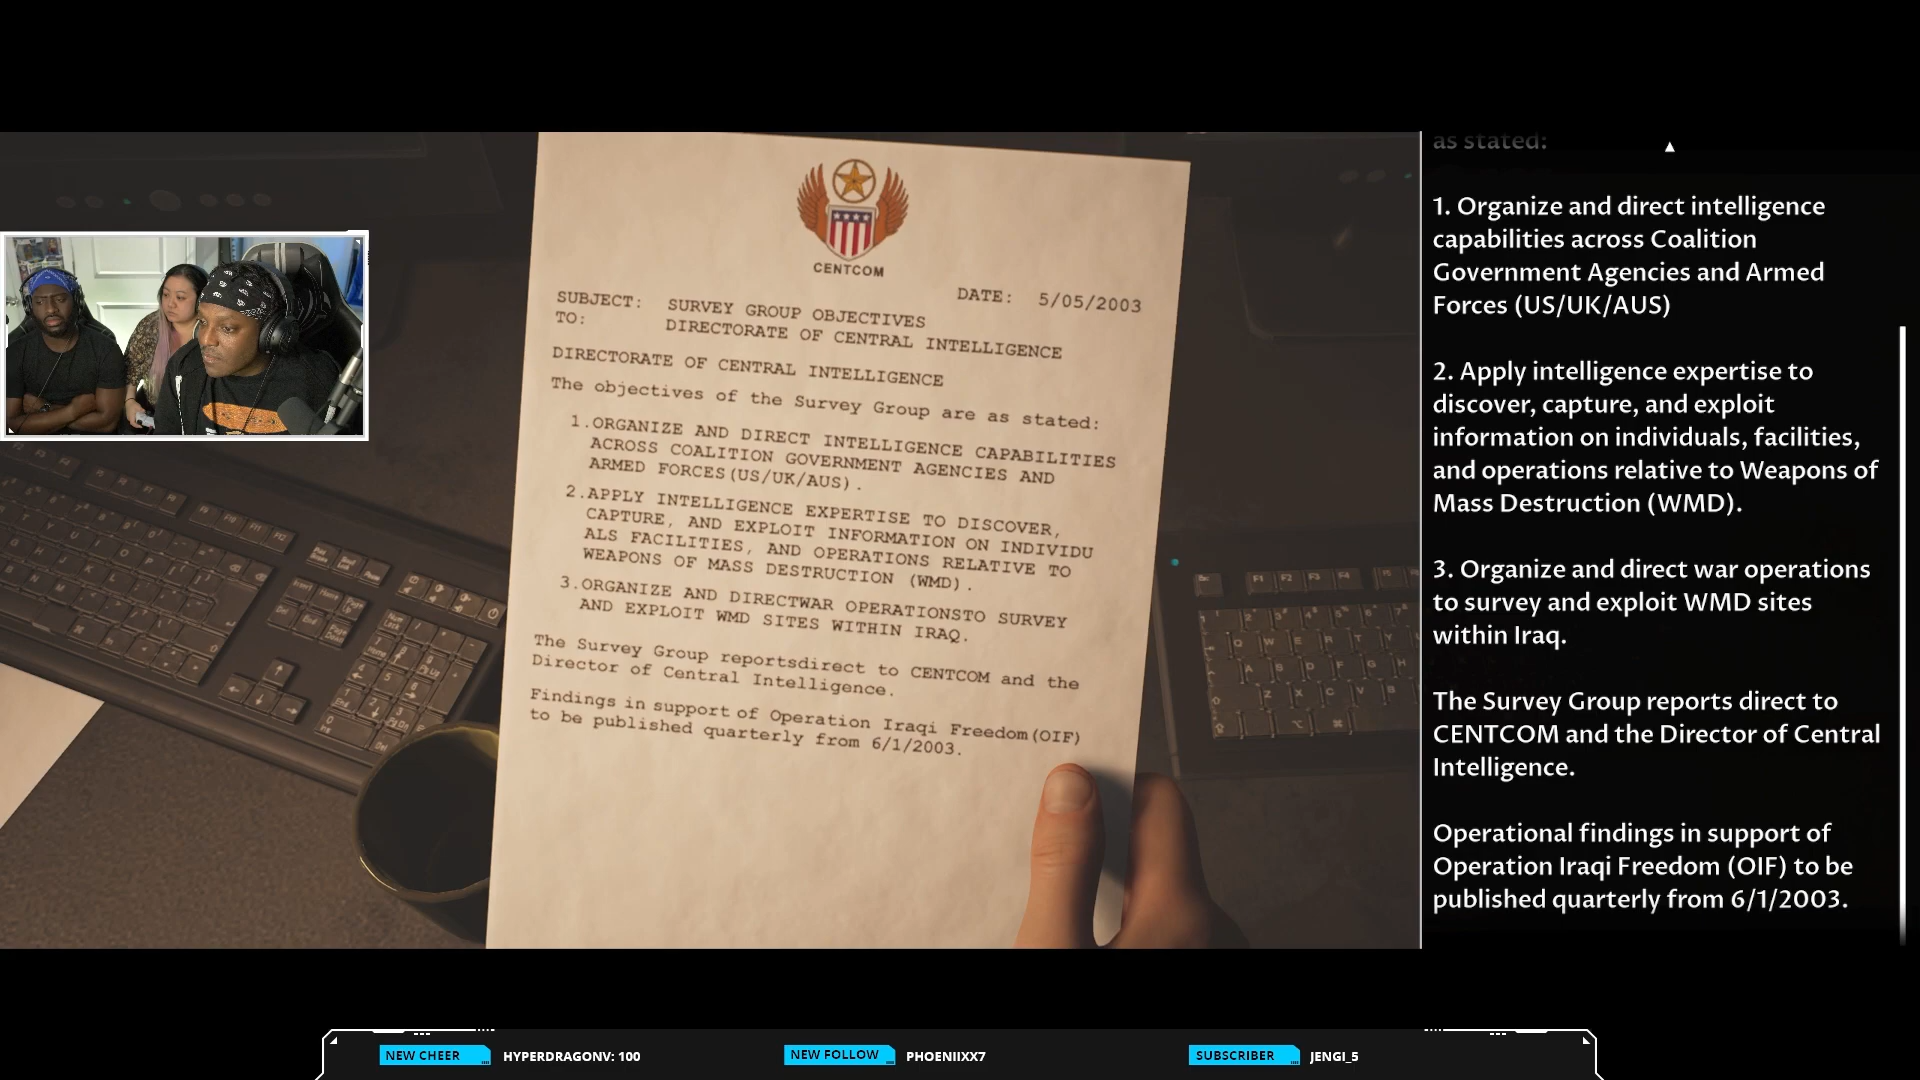 CENTCOM
DATE: 5/05/2003
SUBJECT: SURVEY GROUP OBJECTIVES
TO: DIRECTORATE OF CENTRAL INTELLIGENCE
DIRECTORATE OF CENTRAL INTELLIGENCE
The objectives of the Survey Group are as stated:
1.ORGANIZE AND DIRECT INTELLIGENCE CAPABILITIES
ACROSS COALITION GOVERNMENT AGENCIES AND
ARMED FORCES(US/UK/AUS).
2.APPLY INTELLIGENCE EXPERTISE TO DISCOVER,
CAPTURE, AND EXPLOIT INFORMATION ON INDIVIDU
ALS FACILITIES, AND OPERATIONS RELATIVE TO
WEAPONS OF MASS DESTRUCTION (WMD).
3.ORGANIZE AND DIRECTWAR OPERATIONSTO SURVEY
AND EXPLOIT WMD SITES WITHIN IRAQ.
The Survey Group reportsdirect to CENTCOM and the
Director of Central Intelligence.
Findings in support of Operation Iraqi Freedom(OIF)
to be published quarterly from 6/1/2003.
as stated:
1. Organize and direct intelligence
capabilities across Coalition
Government Agencies and Armed
Forces (US/UK/AUS)
2. Apply intelligence expertise to
discover, capture, and exploit
information on individuals, facilities,
and operations relative to Weapons of
Mass Destruction (WMD).
3. Organize and direct war operations
to survey and exploit WMD sites
within Iraq.
The Survey Group reports direct to
CENTCOM and the Director of Central
Intelligence.
Operational findings in support of
Operation Iraqi Freedom (OIF) to be
published quarterly from 6/1/2003.
NEW CHEER HYPERDRAGONV: 100
NEW FOLLOW PHOENIIXX7
SUBSCRIBER JENGI_5